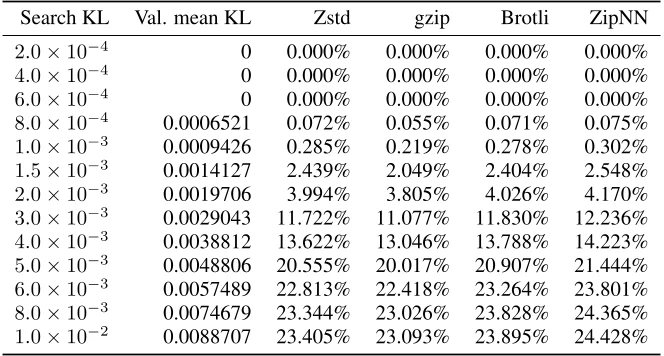 Search KL Val. mean KL Zstd gzip Brotli ZipNN
2.0 × 10⁻⁴ 0 0.000% 0.000% 0.000% 0.000%
4.0 × 10⁻⁴ 0 0.000% 0.000% 0.000% 0.000%
6.0 × 10⁻⁴ 0 0.000% 0.000% 0.000% 0.000%
8.0 × 10⁻⁴ 0.0006521 0.072% 0.055% 0.071% 0.075%
1.0 × 10⁻³ 0.0009426 0.285% 0.219% 0.278% 0.302%
1.5 × 10⁻³ 0.0014127 2.439% 2.049% 2.404% 2.548%
2.0 × 10⁻³ 0.0019706 3.994% 3.805% 4.026% 4.170%
3.0 × 10⁻³ 0.0029043 11.722% 11.077% 11.830% 12.236%
4.0 × 10⁻³ 0.0038812 13.622% 13.046% 13.788% 14.223%
5.0 × 10⁻³ 0.0048806 20.555% 20.017% 20.907% 21.444%
6.0 × 10⁻³ 0.0057489 22.813% 22.418% 23.264% 23.801%
8.0 × 10⁻³ 0.0074679 23.344% 23.026% 23.828% 24.365%
1.0 × 10⁻² 0.0088707 23.405% 23.093% 23.895% 24.428%